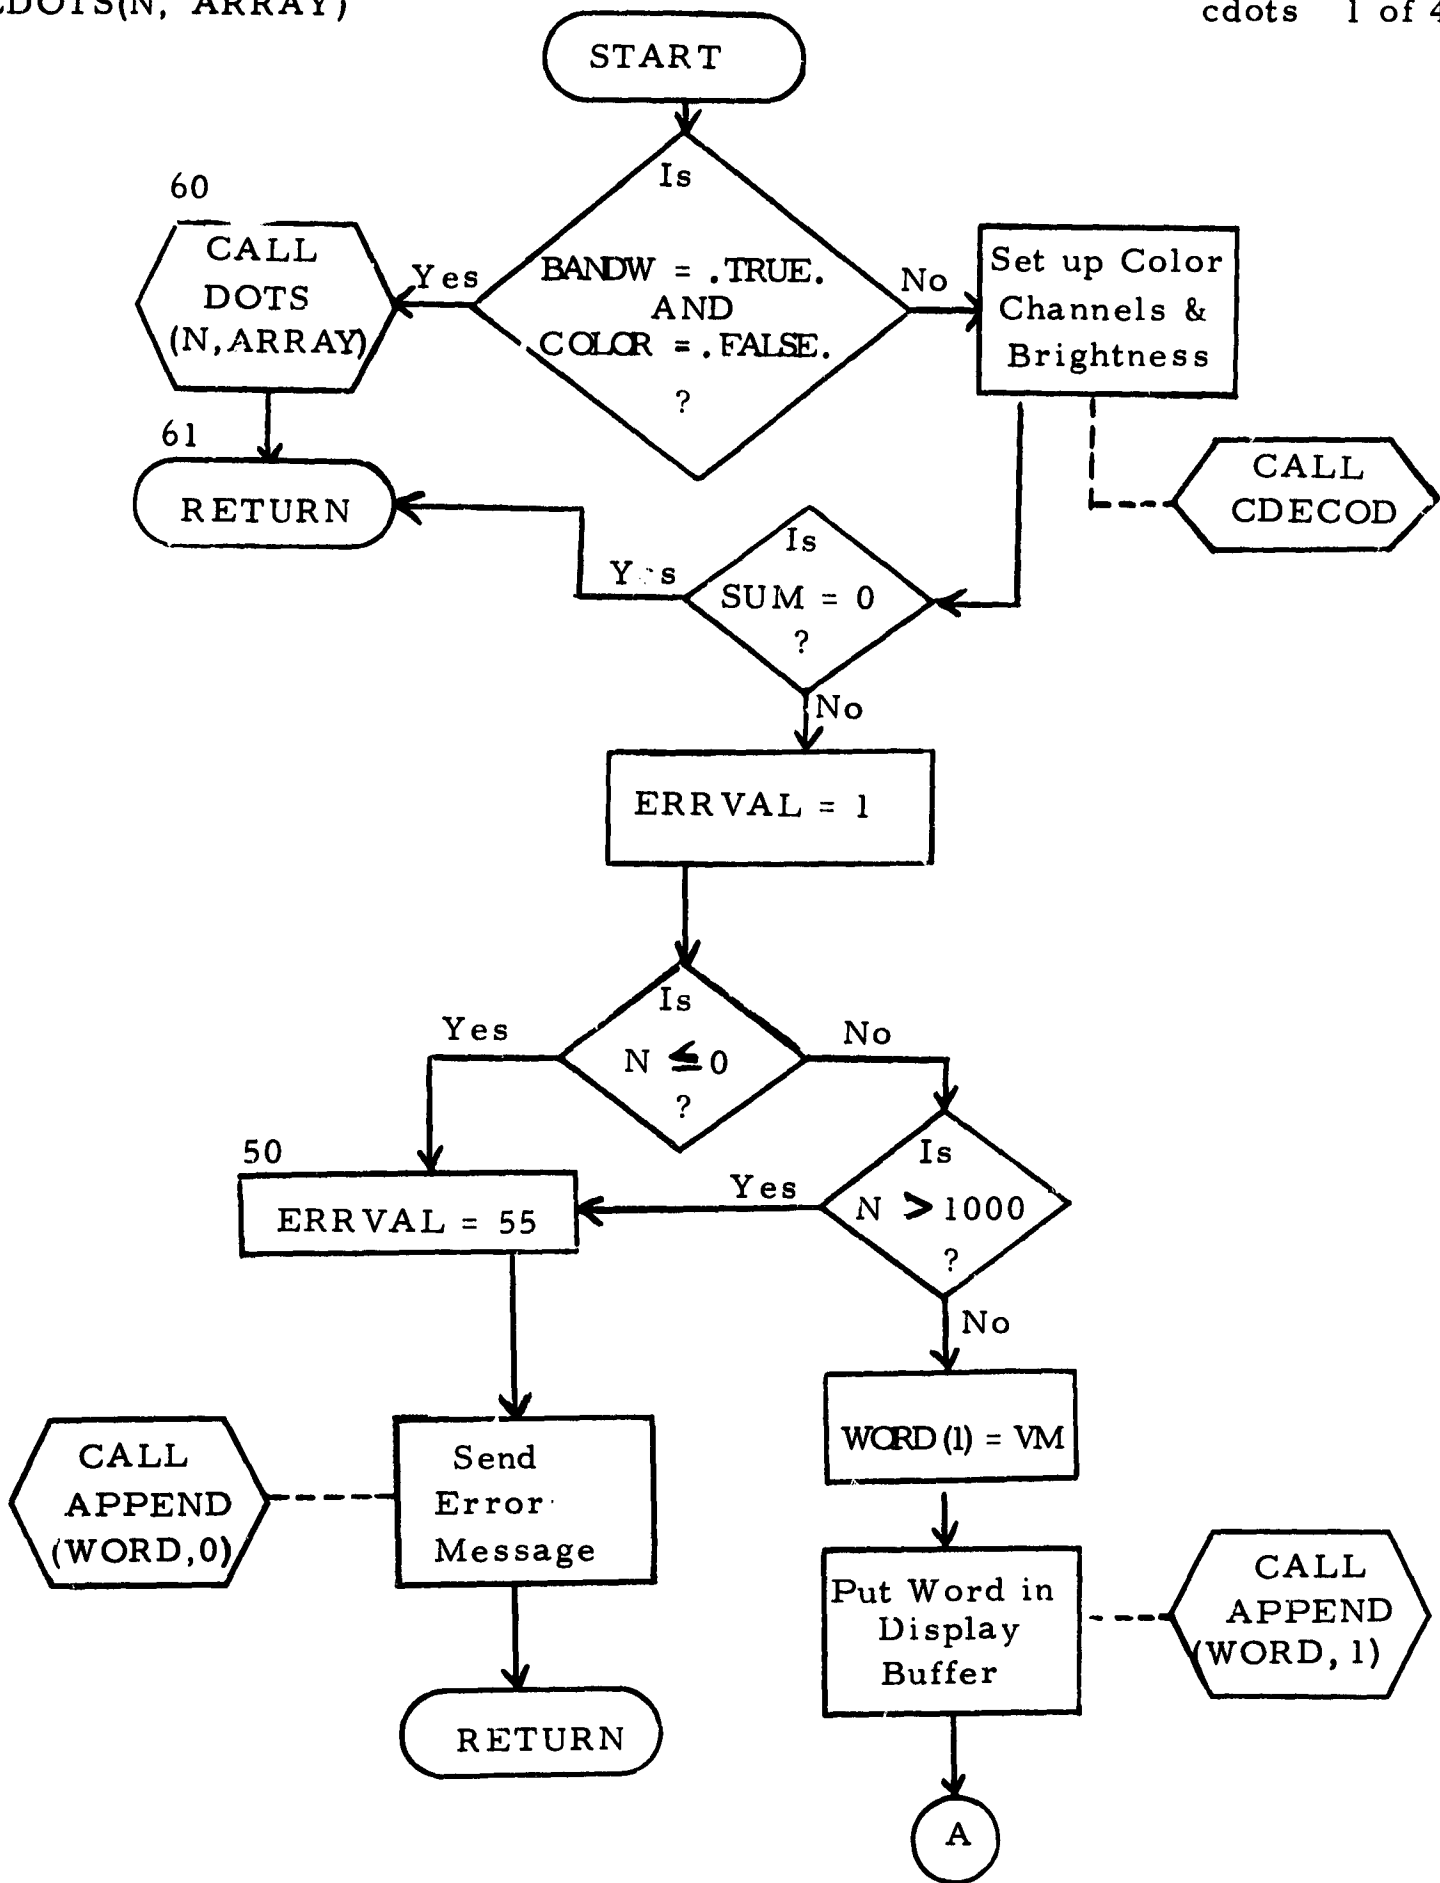 CDOTS(N, ARRAY)
cdots 1 of 4
START
60
Is
BANDW = .TRUE.
AND
COLOR = .FALSE.
?
Yes
No
CALL
DOTS
(N,ARRAY)
Set up Color
Channels &
Brightness
61
RETURN
CALL
CDECOD
Is
SUM = 0
?
Yes
No
ERRVAL = 1
Is
N ≤ 0
?
Yes
No
50
ERRVAL = 55
Is
N > 1000
?
Yes
No
WORD(1) = VM
CALL
APPEND
(WORD,0)
Send
Error
Message
Put Word in
Display
Buffer
CALL
APPEND
(WORD, 1)
RETURN
A